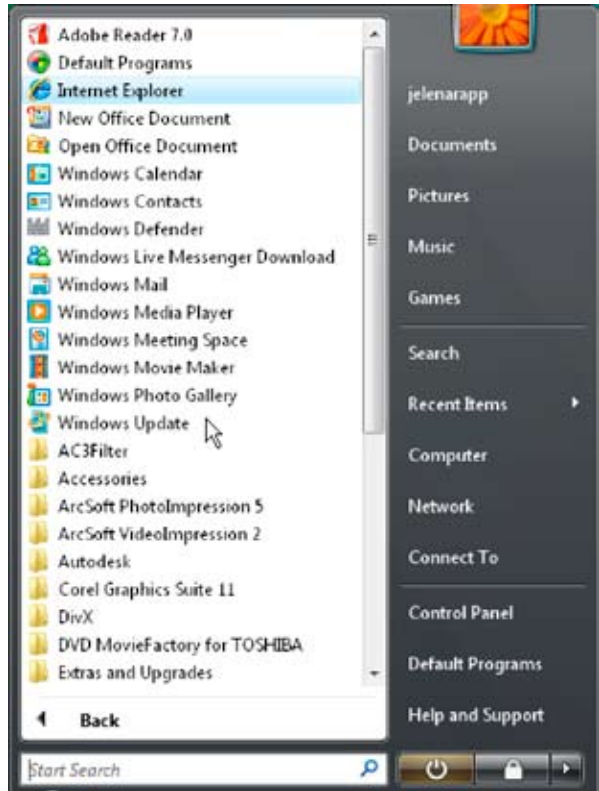 Adobe Reader 7.0
Default Programs
Internet Explorer
New Office Document
Open Office Document
Windows Calendar
Windows Contacts
Windows Defender
Windows Live Messenger Download
Windows Mail
Windows Media Player
Windows Meeting Space
Windows Movie Maker
Windows Photo Gallery
Windows Update
AC3Filter
Accessories
ArcSoft PhotoImpression 5
ArcSoft VideoImpression 2
Autodesk
Corel Graphics Suite 11
DivX
DVD MovieFactory for TOSHIBA
Extras and Upgrades
Back
Start Search
jelenarapp
Documents
Pictures
Music
Games
Search
Recent Items
Computer
Network
Connect To
Control Panel
Default Programs
Help and Support